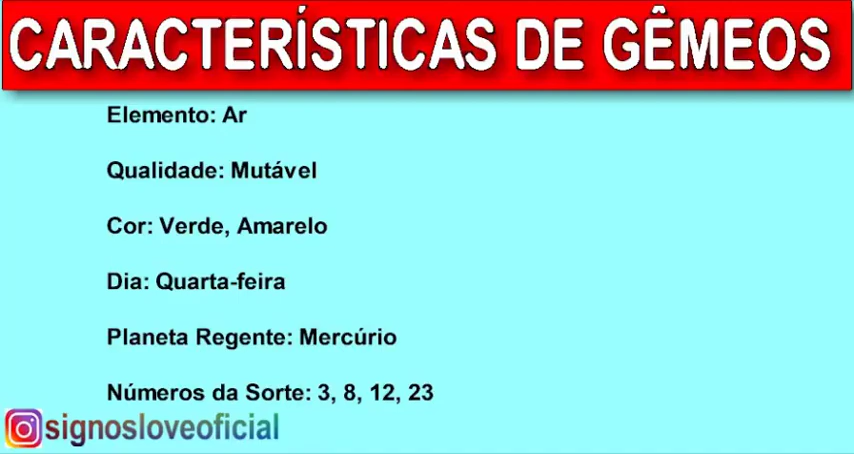 CARACTERÍSTICAS DE GÊMEOS
Elemento: Ar
Qualidade: Mutável
Cor: Verde, Amarelo
Dia: Quarta-feira
Planeta Regente: Mercúrio
Números da Sorte: 3, 8, 12, 23
signosloveoficial